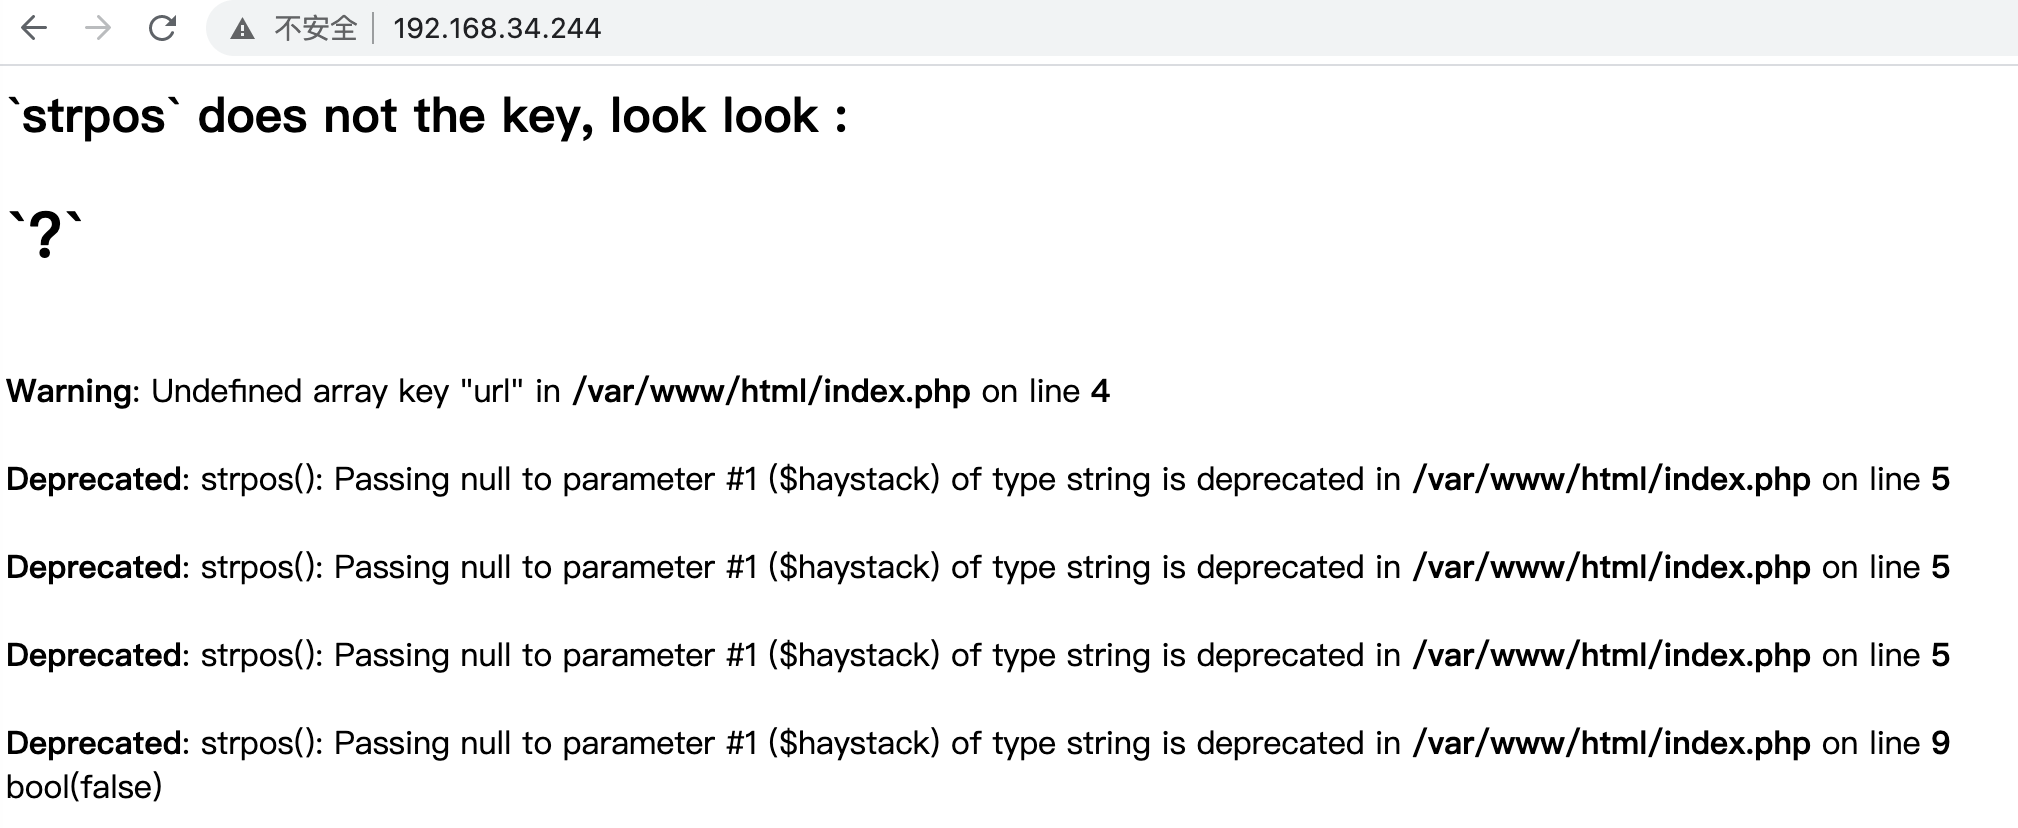 不安全 192.168.34.244
`strpos` does not the key, look look :
`?`
Warning: Undefined array key "url" in /var/www/html/index.php on line 4
Deprecated: strpos(): Passing null to parameter #1 ($haystack) of type string is deprecated in /var/www/html/index.php on line 5
Deprecated: strpos(): Passing null to parameter #1 ($haystack) of type string is deprecated in /var/www/html/index.php on line 5
Deprecated: strpos(): Passing null to parameter #1 ($haystack) of type string is deprecated in /var/www/html/index.php on line 5
Deprecated: strpos(): Passing null to parameter #1 ($haystack) of type string is deprecated in /var/www/html/index.php on line 9
bool(false)